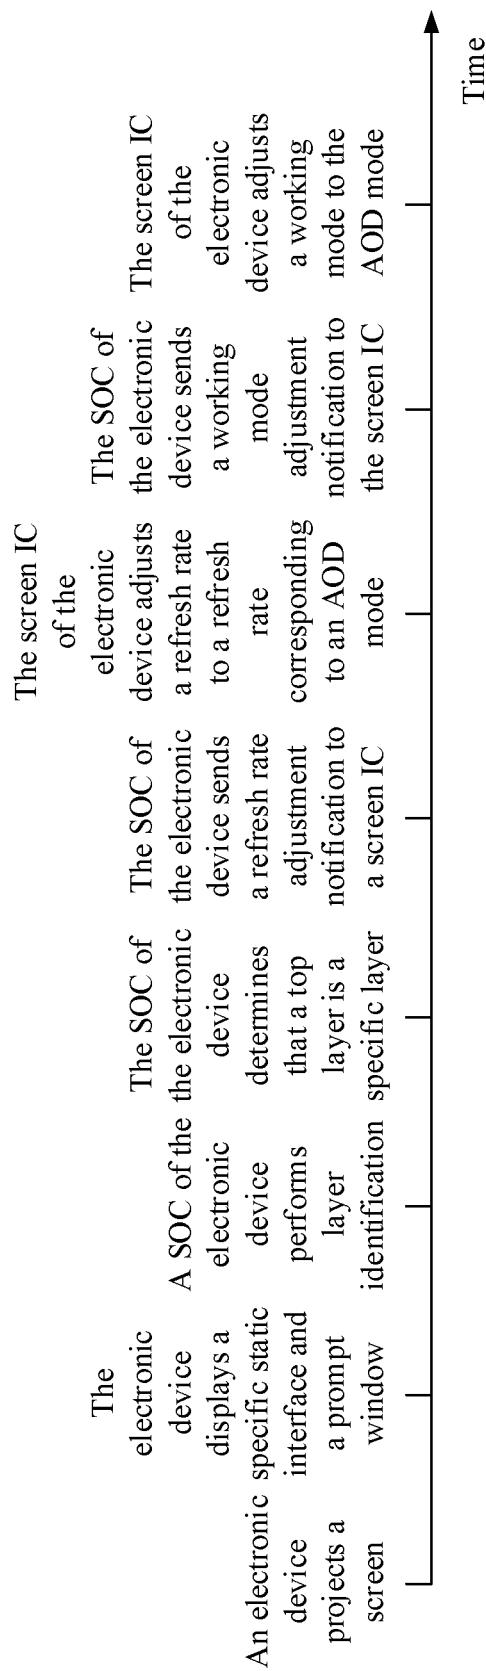 An electronic
device
projects a
screen
The
electronic
device
displays a
specific static
interface and
a prompt
window
A SOC of the
electronic
device
performs
layer
identification
The SOC of
the electronic
device
determines
that a top
layer is a
specific layer
The SOC of
the electronic
device sends
a refresh rate
adjustment
notification to
a screen IC
The screen IC
of the
electronic
device adjusts
a refresh rate
to a refresh
rate
corresponding
to an AOD
mode
The SOC of
the electronic
device sends
a working
mode
adjustment
notification to
the screen IC
The screen IC
of the
electronic
device adjusts
a working
mode to the
AOD mode
Time